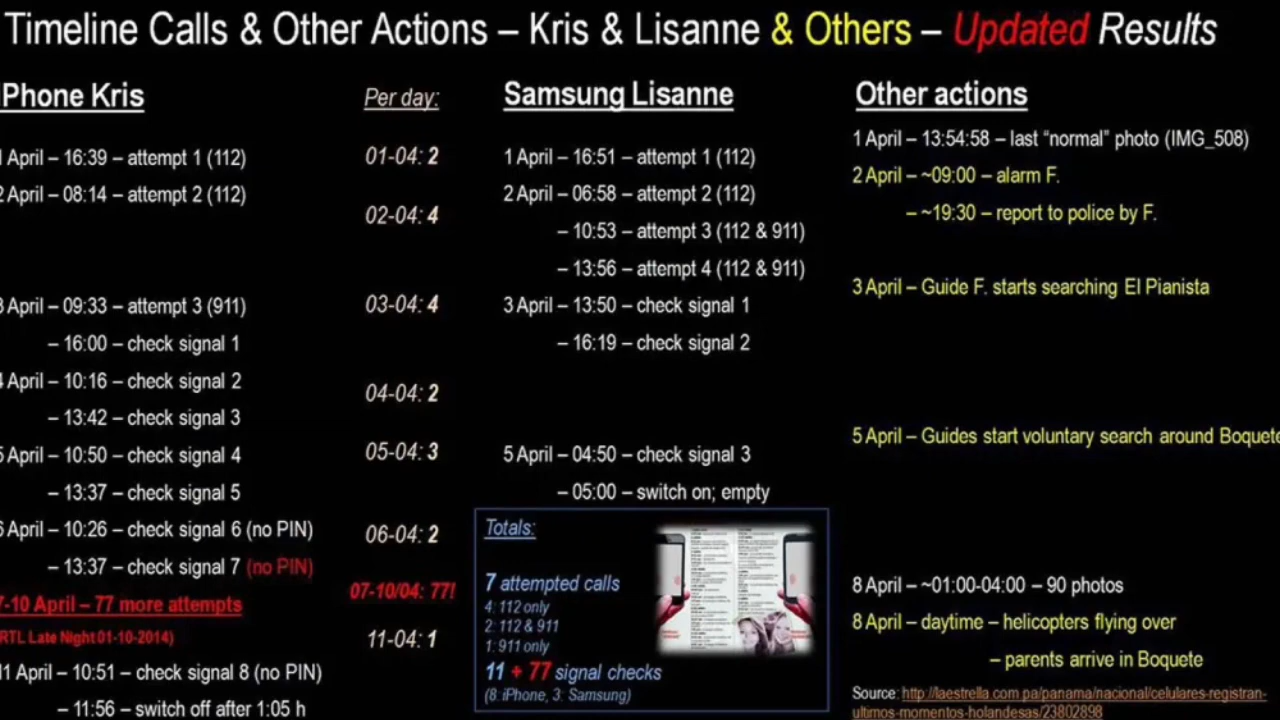 Timeline Calls & Other Actions – Kris & Lisanne & Others – Updated Results
iPhone Kris
1 April – 16:39 – attempt 1 (112)
2 April – 08:14 – attempt 2 (112)
3 April – 09:33 – attempt 3 (911)
– 16:00 – check signal 1
4 April – 10:16 – check signal 2
– 13:42 – check signal 3
5 April – 10:50 – check signal 4
– 13:37 – check signal 5
6 April – 10:26 – check signal 6 (no PIN)
– 13:37 – check signal 7 (no PIN)
7-10 April – 77 more attempts
(RTL Late Night 01-10-2014)
11 April – 10:51 – check signal 8 (no PIN)
– 11:56 – switch off after 1:05 h
Per day:
01-04: 2
02-04: 4
03-04: 4
04-04: 2
05-04: 3
06-04: 2
07-10/04: 77!
11-04: 1
Samsung Lisanne
1 April – 16:51 – attempt 1 (112)
2 April – 06:58 – attempt 2 (112)
– 10:53 – attempt 3 (112 & 911)
– 13:56 – attempt 4 (112 & 911)
3 April – 13:50 – check signal 1
– 16:19 – check signal 2
5 April – 04:50 – check signal 3
– 05:00 – switch on; empty
Totals:
7 attempted calls
4: 112 only
2: 112 & 911
1: 911 only
11 + 77 signal checks
(8: iPhone, 3: Samsung)
Other actions
1 April – 13:54:58 – last “normal” photo (IMG_508)
2 April – ~09:00 – alarm F.
– ~19:30 – report to police by F.
3 April – Guide F. starts searching El Pianista
5 April – Guides start voluntary search around Boquete
8 April – ~01:00-04:00 – 90 photos
8 April – daytime – helicopters flying over
– parents arrive in Boquete
Source: http://laestrella.com.pa/panama/nacional/celulares-registran-
ultimos-momentos-holandesas/23802898